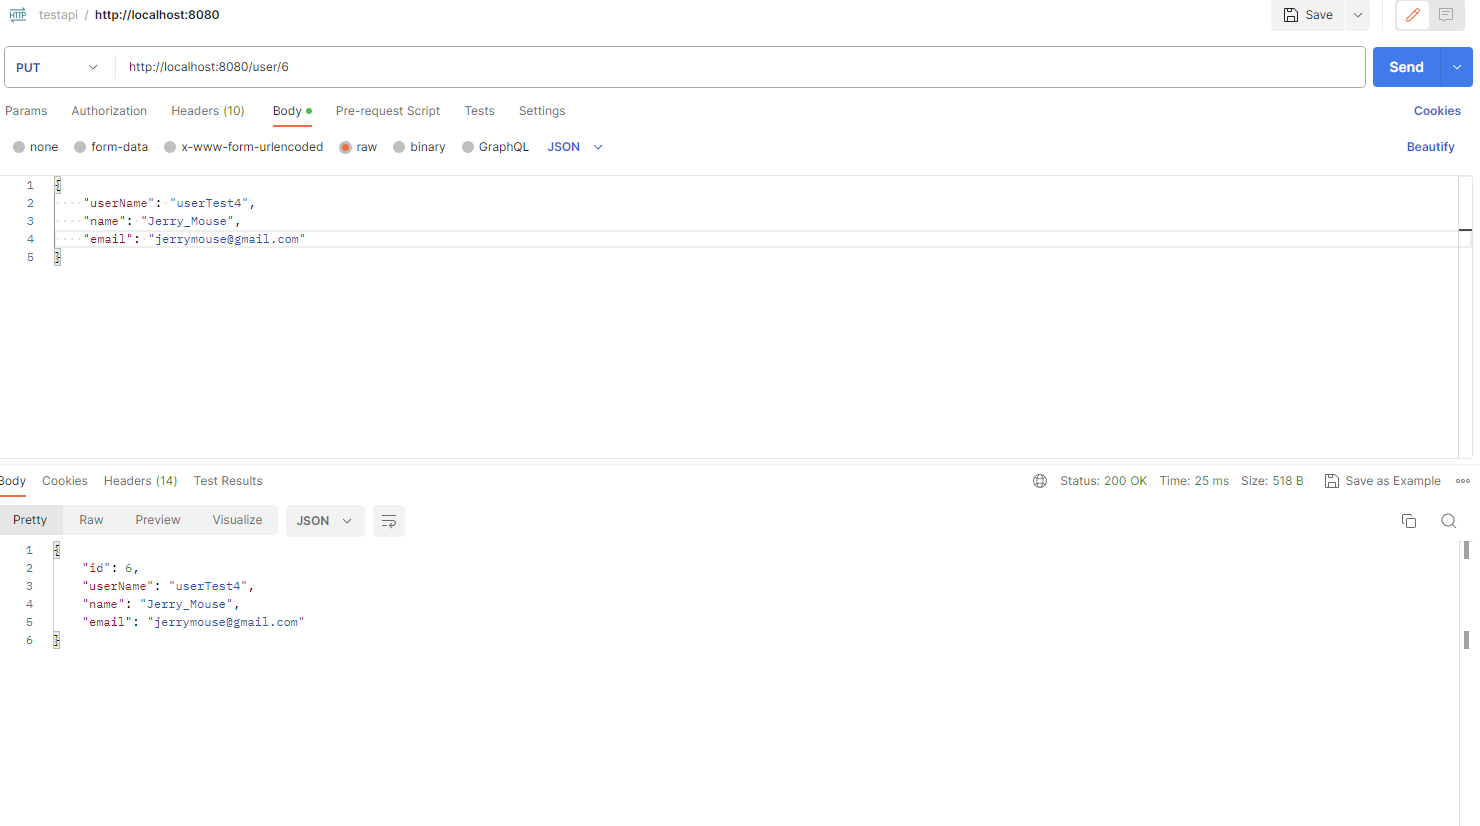 HTTP testapi / http://localhost:8080 Save
PUT http://localhost:8080/user/6 Send
Params Authorization Headers (10) Body Pre-request Script Tests Settings Cookies
none form-data x-www-form-urlencoded raw binary GraphQL JSON Beautify
1 {
2 "userName": "userTest4",
3 "name": "Jerry_Mouse",
4 "email": "jerrymouse@gmail.com"
5 }
Body Cookies Headers (14) Test Results Status: 200 OK Time: 25 ms Size: 518 B Save as Example
Pretty Raw Preview Visualize JSON
1 {
2 "id": 6,
3 "userName": "userTest4",
4 "name": "Jerry_Mouse",
5 "email": "jerrymouse@gmail.com"
6 }